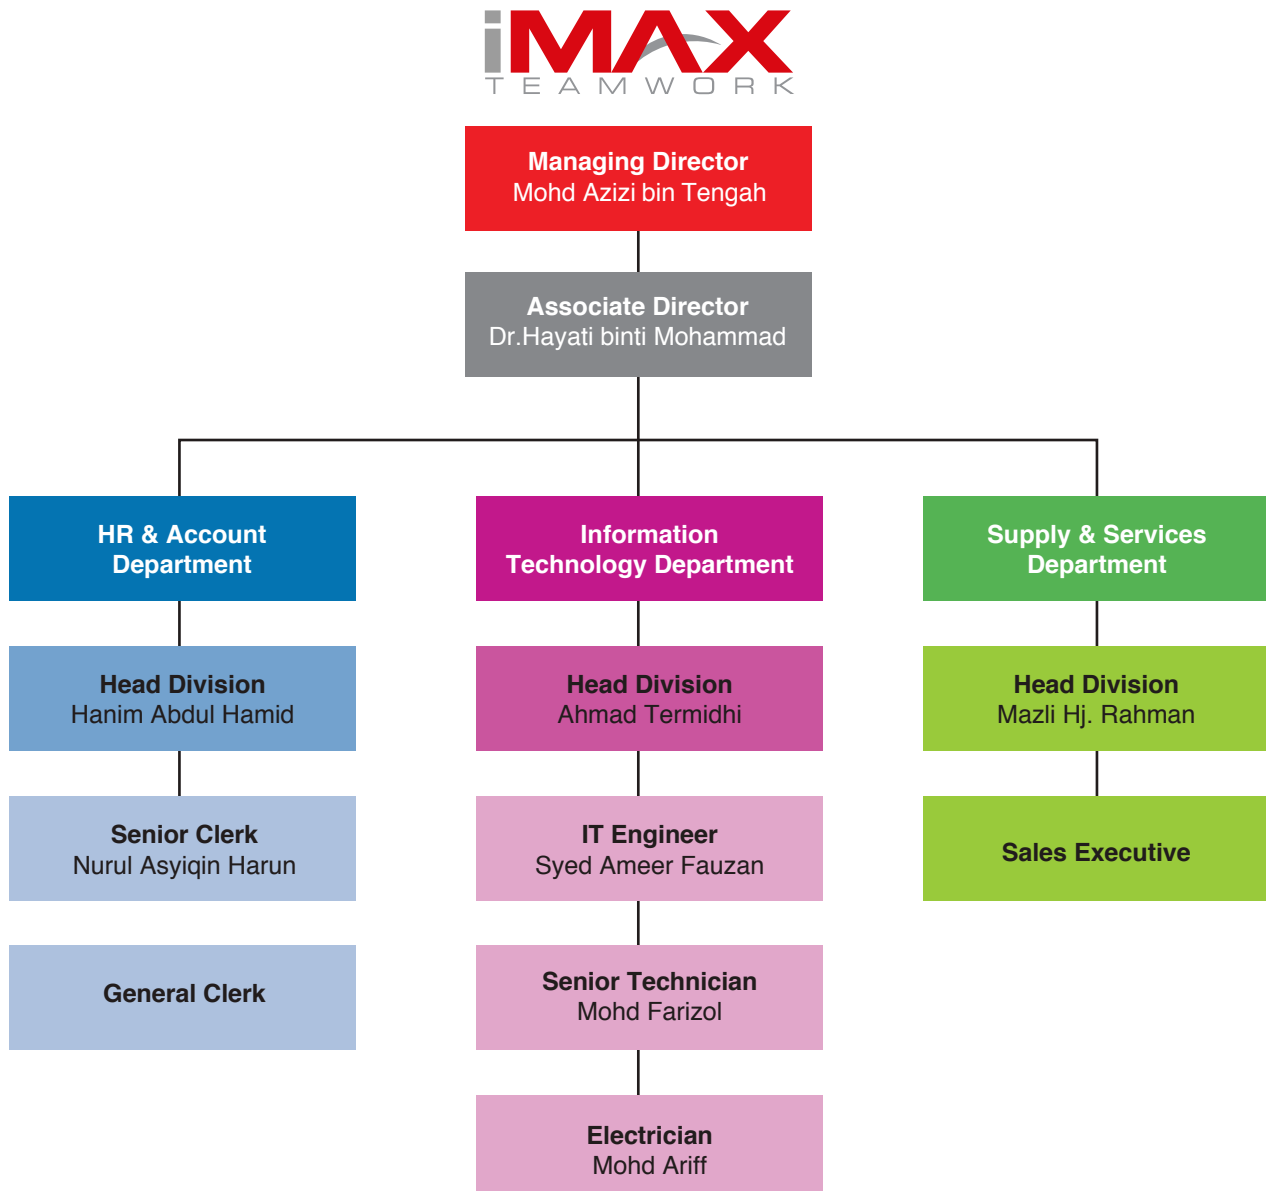 iMAX
TEAMWORK
Managing Director
Mohd Azizi bin Tengah
Associate Director
Dr.Hayati binti Mohammad
HR & Account
Department
Head Division
Hanim Abdul Hamid
Senior Clerk
Nurul Asyiqin Harun
General Clerk
Information
Technology Department
Head Division
Ahmad Termidhi
IT Engineer
Syed Ameer Fauzan
Senior Technician
Mohd Farizol
Electrician
Mohd Ariff
Supply & Services
Department
Head Division
Mazli Hj. Rahman
Sales Executive